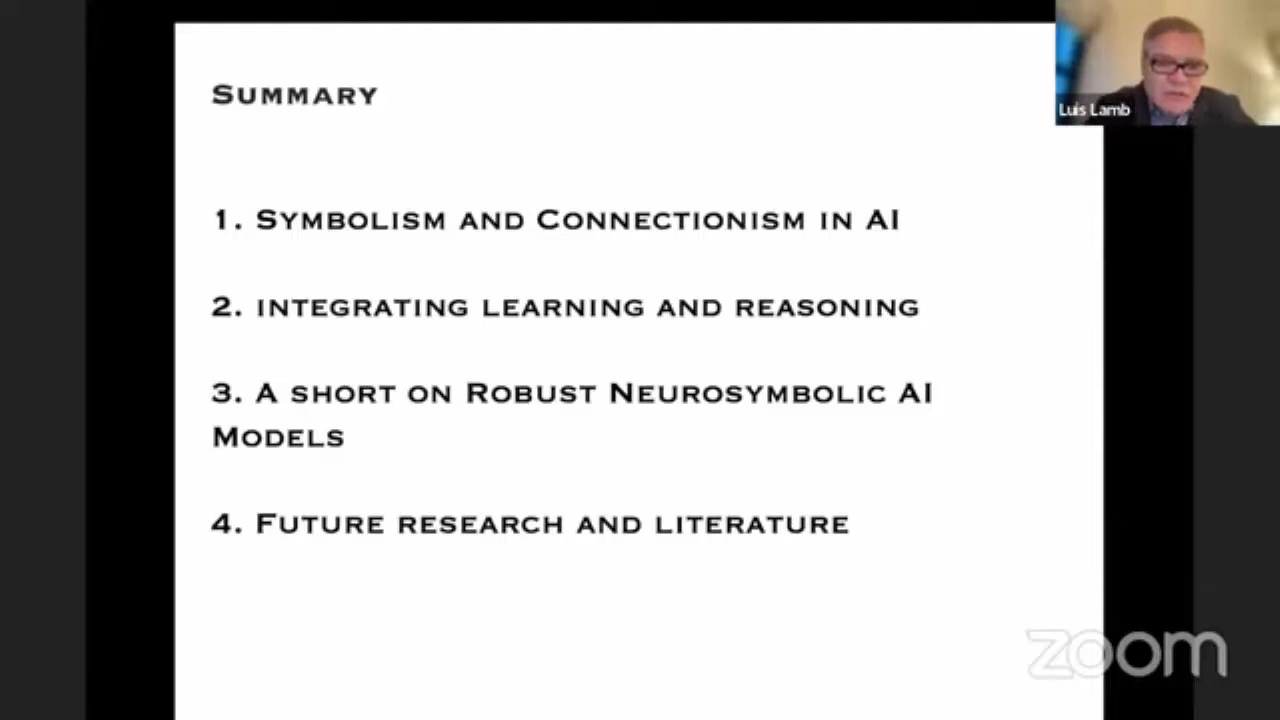 Summary
Luis Lamb
1. Symbolism and Connectionism in AI
2. integrating learning and reasoning
3. A short on Robust Neurosymbolic AI
Models
4. Future research and literature
zoom